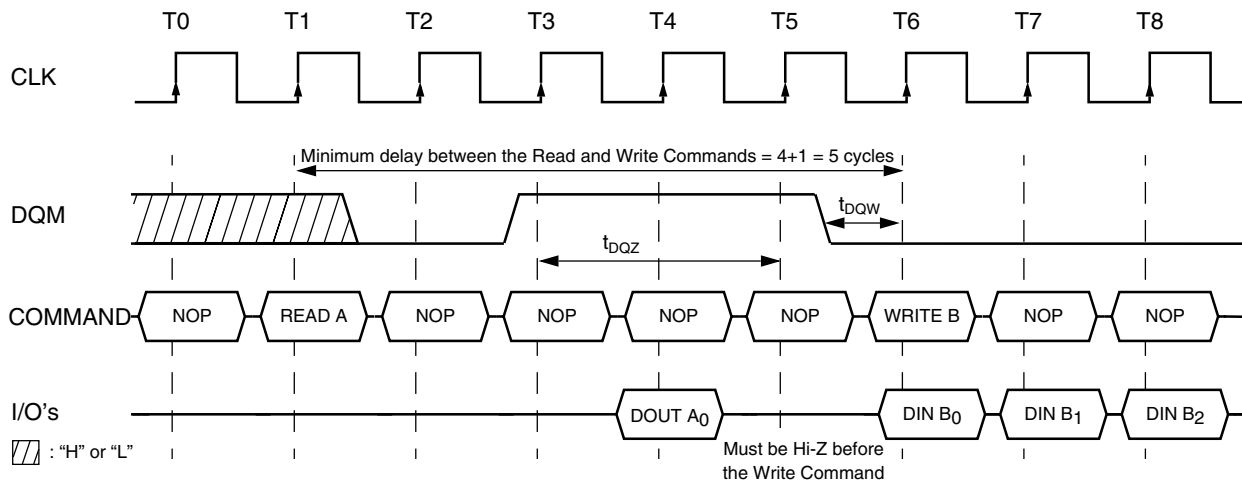 T0 T1 T2 T3 T4 T5 T6 T7 T8
CLK
Minimum delay between the Read and Write Commands = 4+1 = 5 cycles
DQM
tDQW
tDQZ
COMMAND NOP READ A NOP NOP NOP NOP WRITE B NOP NOP
I/O's DOUT A0 DIN B0 DIN B1 DIN B2
: “H” or “L”
Must be Hi-Z before
the Write Command